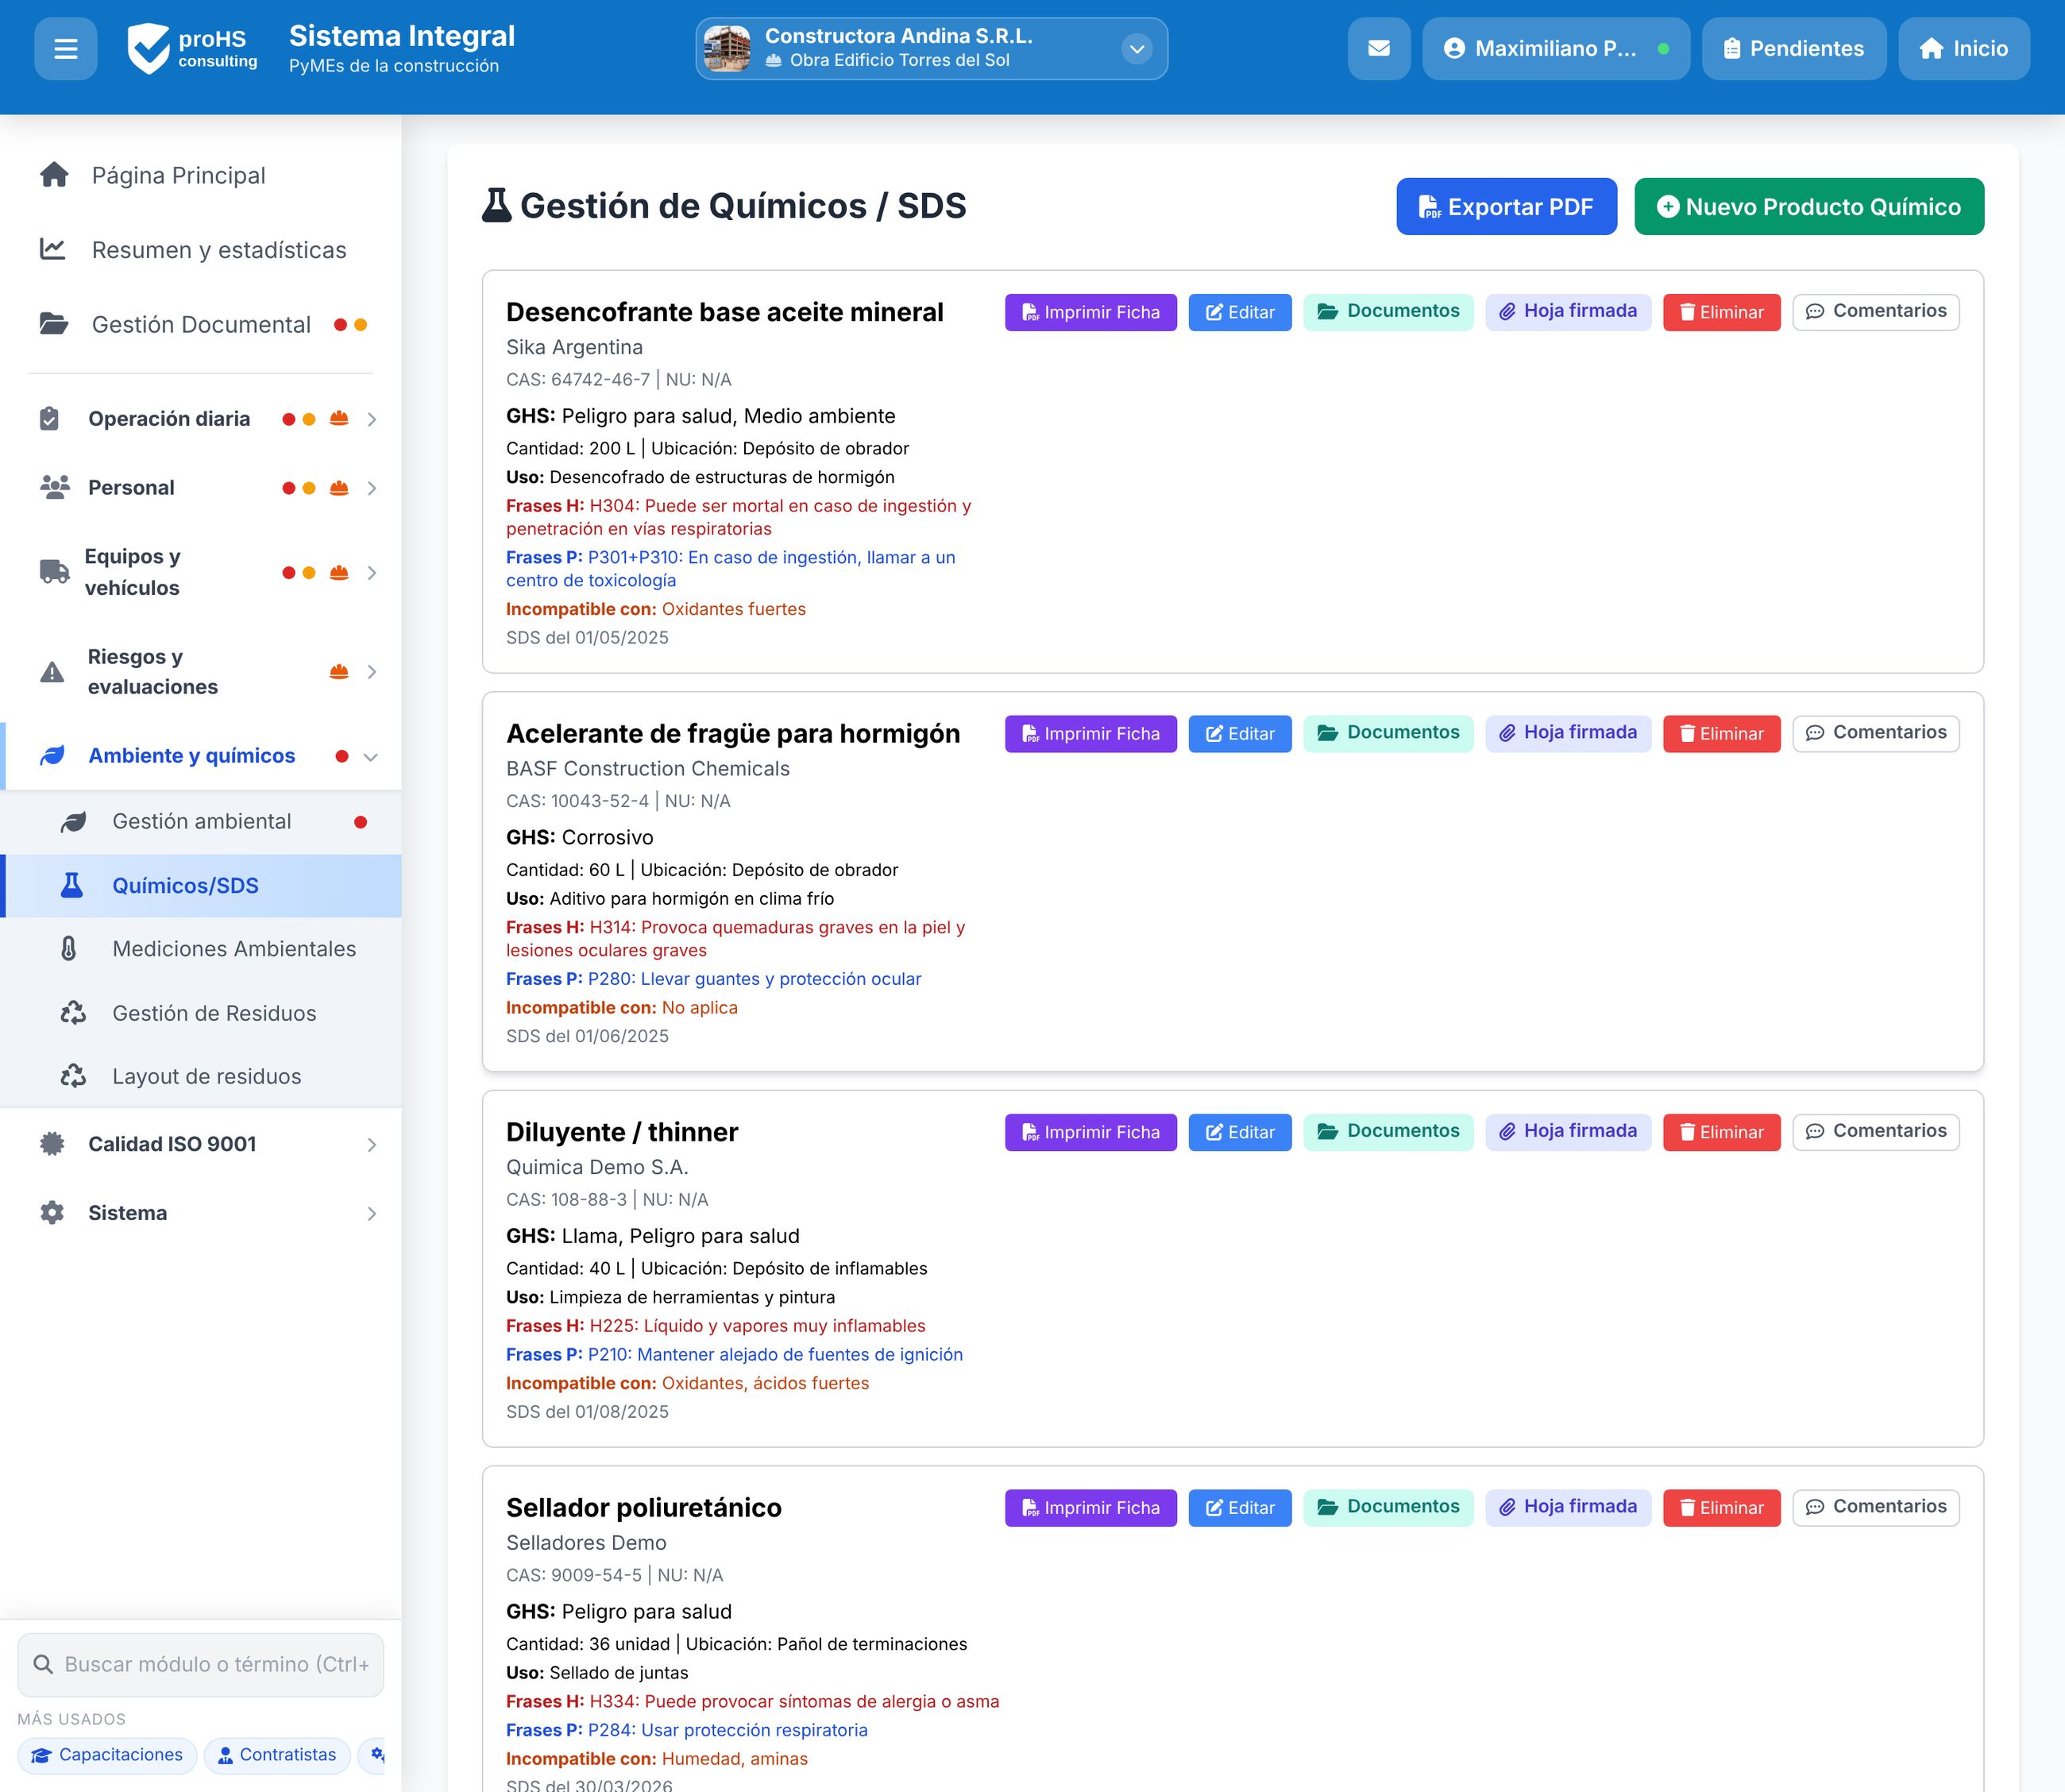 proHS
consulting
Sistema Integral
PyMEs de la construcción
Constructora Andina S.R.L.
Obra Edificio Torres del Sol
Maximiliano P...
Pendientes
Inicio
Página Principal
Resumen y estadísticas
Gestión Documental
Operación diaria
Personal
Equipos y
vehículos
Riesgos y
evaluaciones
Ambiente y químicos
Gestión ambiental
Químicos/SDS
Mediciones Ambientales
Gestión de Residuos
Layout de residuos
Calidad ISO 9001
Sistema
Buscar módulo o término (Ctrl+
MÁS USADOS
Capacitaciones
Contratistas
Gestión de Químicos / SDS
Exportar PDF
Nuevo Producto Químico
Desencofrante base aceite mineral
Imprimir Ficha
Editar
Documentos
Hoja firmada
Eliminar
Comentarios
Sika Argentina
CAS: 64742-46-7 | NU: N/A
GHS: Peligro para salud, Medio ambiente
Cantidad: 200 L | Ubicación: Depósito de obrador
Uso: Desencofrado de estructuras de hormigón
Frases H: H304: Puede ser mortal en caso de ingestión y
penetración en vías respiratorias
Frases P: P301+P310: En caso de ingestión, llamar a un
centro de toxicología
Incompatible con: Oxidantes fuertes
SDS del 01/05/2025
Acelerante de fragüe para hormigón
Imprimir Ficha
Editar
Documentos
Hoja firmada
Eliminar
Comentarios
BASF Construction Chemicals
CAS: 10043-52-4 | NU: N/A
GHS: Corrosivo
Cantidad: 60 L | Ubicación: Depósito de obrador
Uso: Aditivo para hormigón en clima frío
Frases H: H314: Provoca quemaduras graves en la piel y
lesiones oculares graves
Frases P: P280: Llevar guantes y protección ocular
Incompatible con: No aplica
SDS del 01/06/2025
Diluyente / thinner
Imprimir Ficha
Editar
Documentos
Hoja firmada
Eliminar
Comentarios
Quimica Demo S.A.
CAS: 108-88-3 | NU: N/A
GHS: Llama, Peligro para salud
Cantidad: 40 L | Ubicación: Depósito de inflamables
Uso: Limpieza de herramientas y pintura
Frases H: H225: Líquido y vapores muy inflamables
Frases P: P210: Mantener alejado de fuentes de ignición
Incompatible con: Oxidantes, ácidos fuertes
SDS del 01/08/2025
Sellador poliuretánico
Imprimir Ficha
Editar
Documentos
Hoja firmada
Eliminar
Comentarios
Selladores Demo
CAS: 9009-54-5 | NU: N/A
GHS: Peligro para salud
Cantidad: 36 unidad | Ubicación: Pañol de terminaciones
Uso: Sellado de juntas
Frases H: H334: Puede provocar síntomas de alergia o asma
Frases P: P284: Usar protección respiratoria
Incompatible con: Humedad, aminas
SDS del 30/03/2026